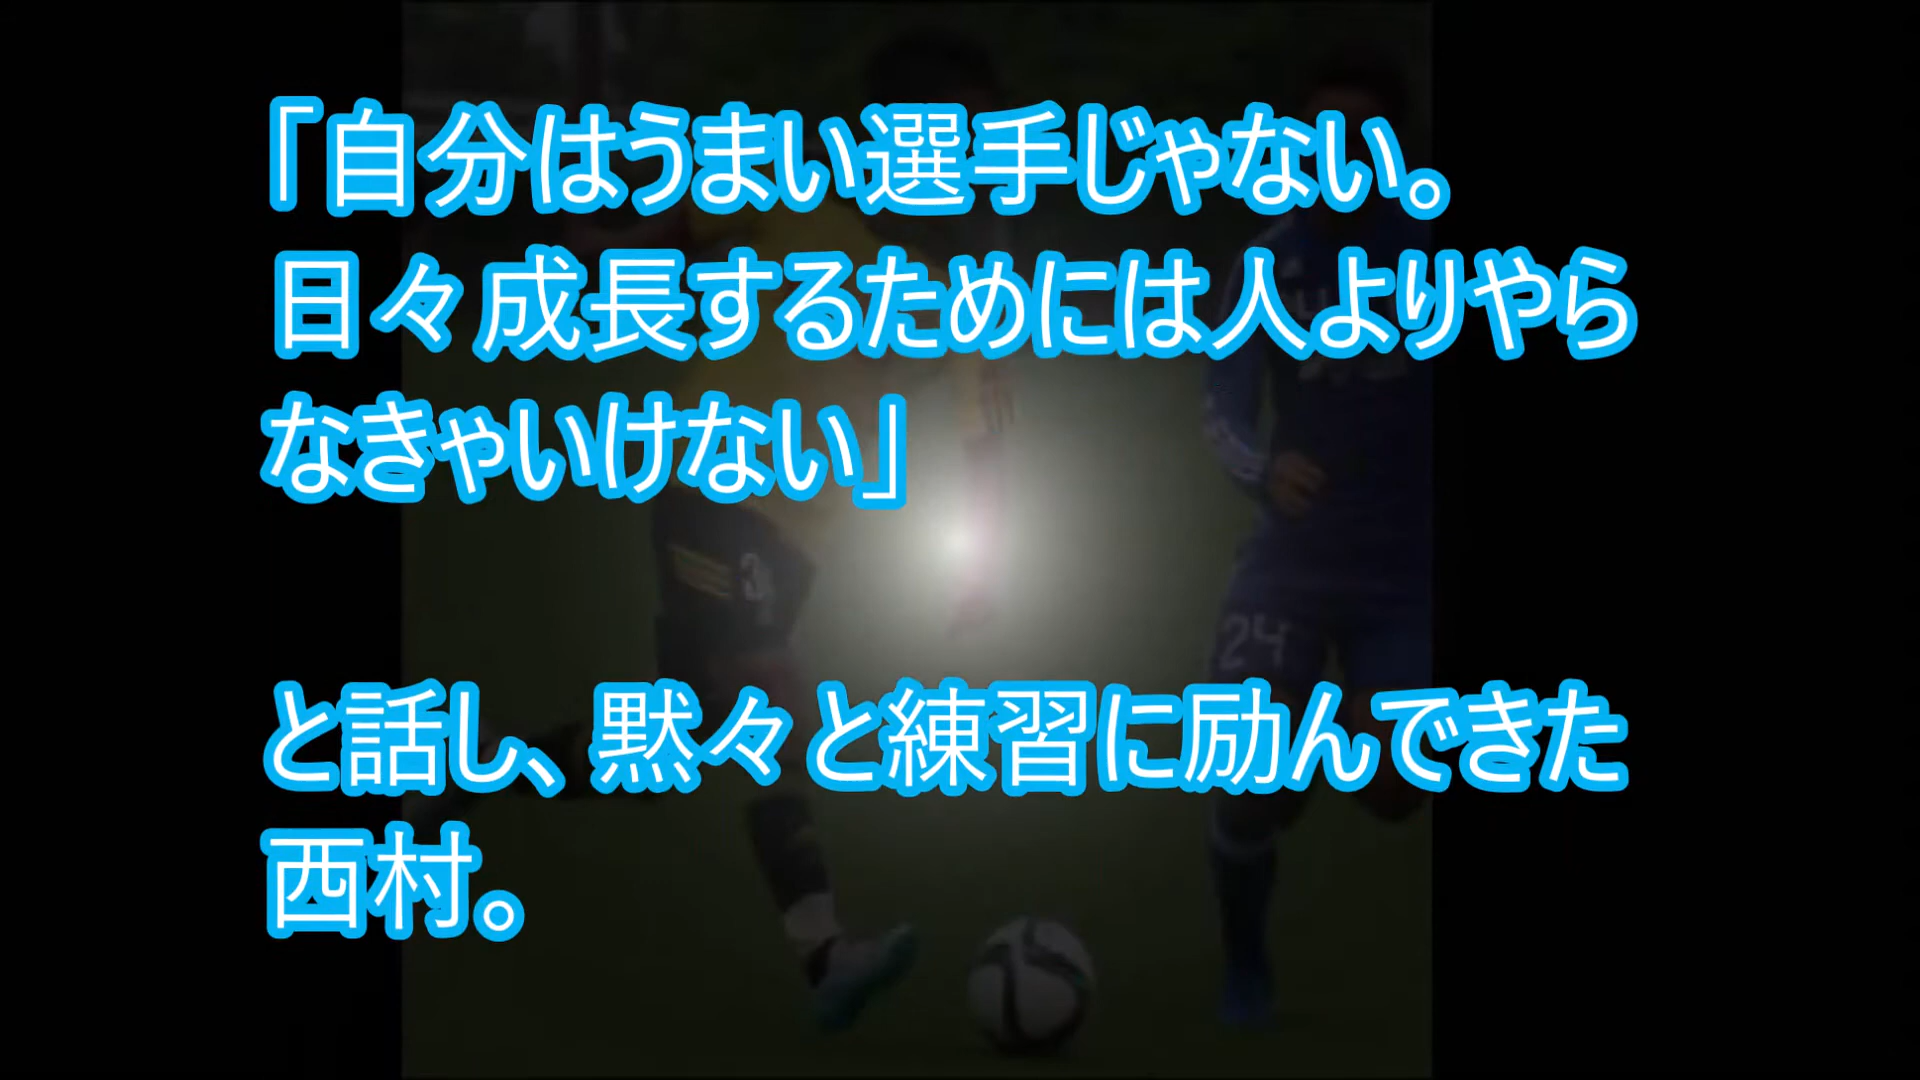 「自分はうまい選手じゃない。
日々成長するためには人よりやら
なきゃいけない」
と話し、黙々と練習に励んできた
西村。
3
24